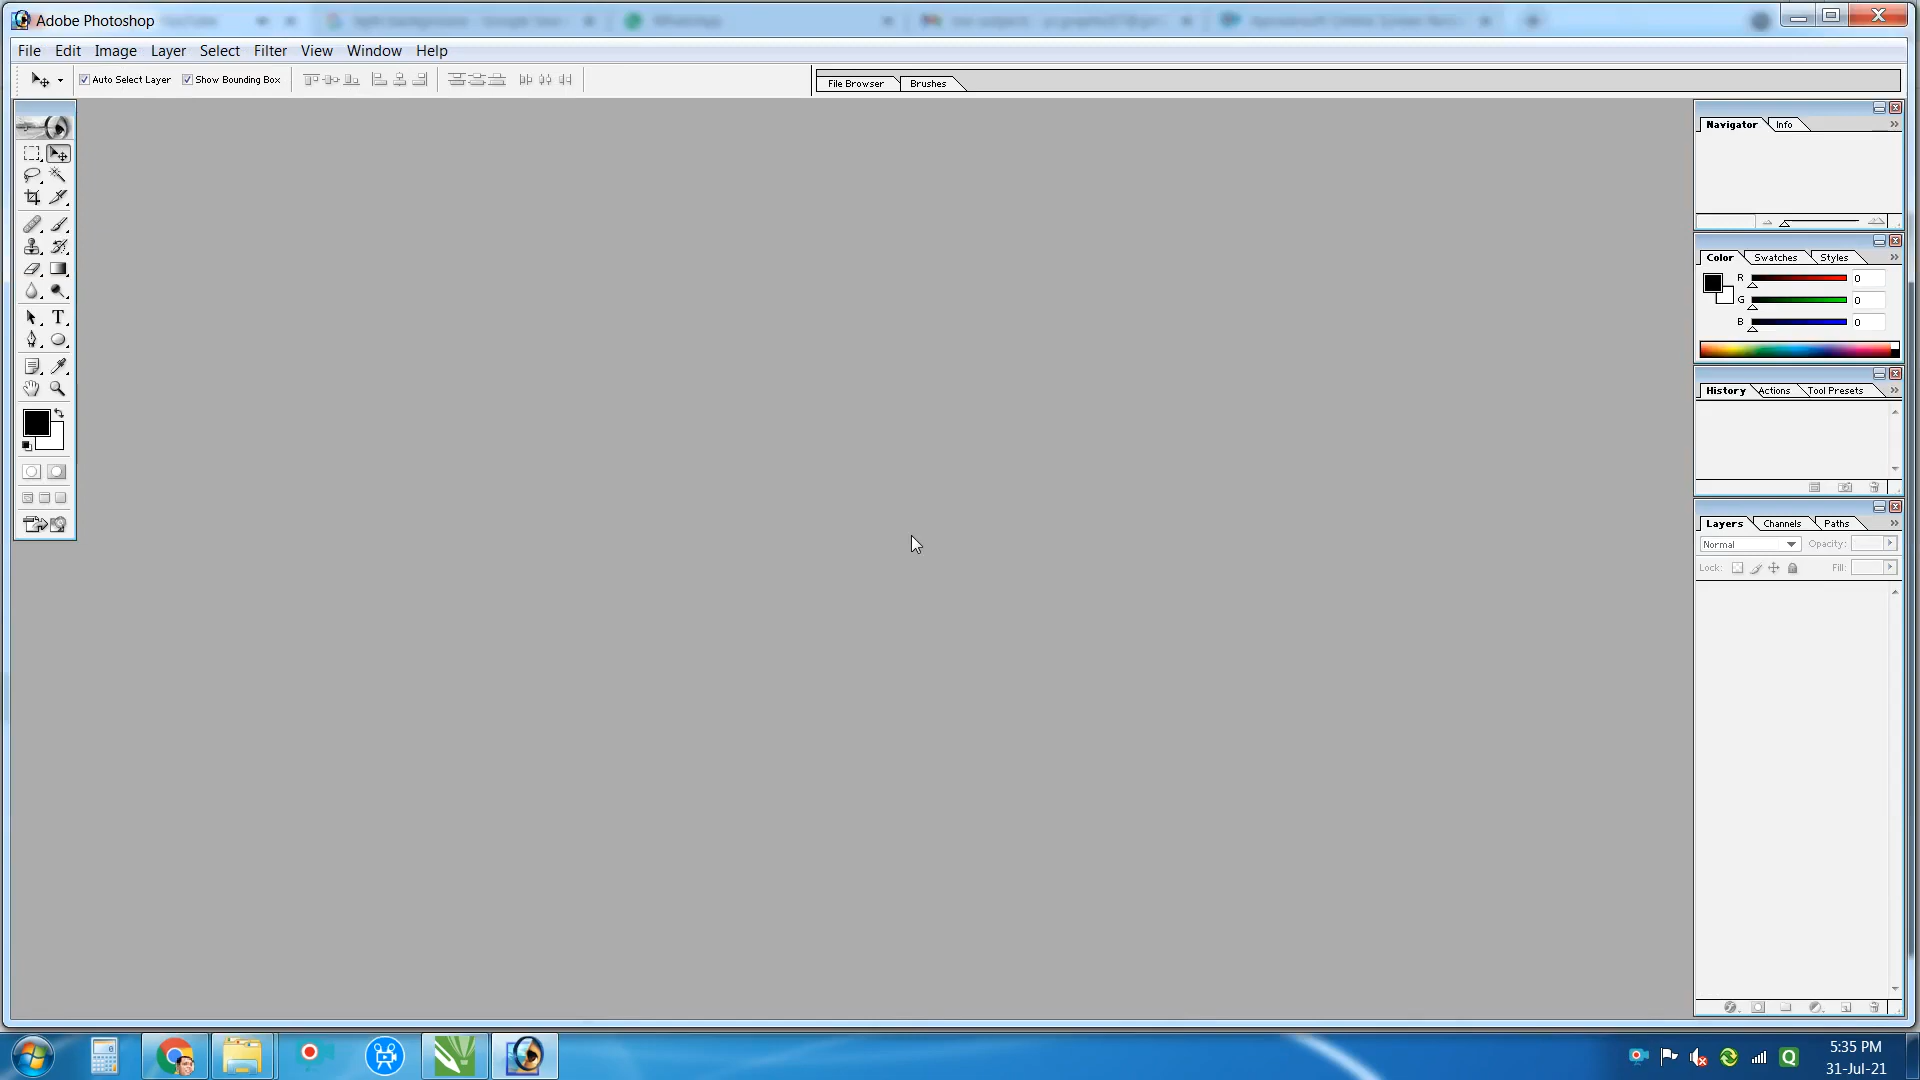 Adobe Photoshop
File Edit Image Layer Select Filter View Window Help
Auto Select Layer Show Bounding Box
File Browser Brushes
Navigator Info
Color Swatches Styles
R 0
G 0
B 0
History Actions Tool Presets
Layers Channels Paths
Normal Opacity:
Lock: Fill:
5:35 PM
31-Jul-21